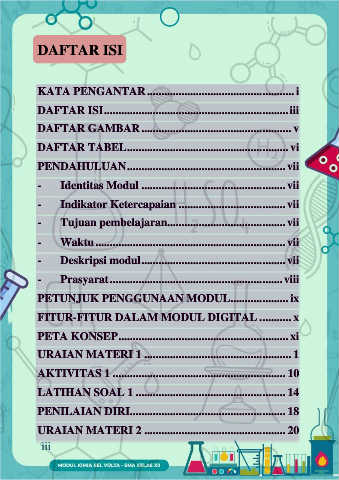 DAFTAR ISI
KATA PENGANTAR ................................................ i
DAFTAR ISI ............................................................. iii
DAFTAR GAMBAR ................................................. v
DAFTAR TABEL ..................................................... vi
PENDAHULUAN .................................................... vii
- Identitas Modul ............................................... vii
- Indikator Ketercapaian ................................... vii
- Tujuan pembelajaran ...................................... vii
- Waktu .............................................................. vii
- Deskripsi modul ............................................... vii
- Prasyarat ......................................................... viii
PETUNJUK PENGGUNAAN MODUL ................... ix
FITUR-FITUR DALAM MODUL DIGITAL ........... x
PETA KONSEP ........................................................ xi
URAIAN MATERI 1 ................................................ 1
AKTIVITAS 1 ......................................................... 10
LATIHAN SOAL 1 ................................................. 14
PENILAIAN DIRI ................................................... 18
URAIAN MATERI 2 .............................................. 20
iii
MODUL KIMIA SEL VOLTA - SMA KELAS XII
H₂
H₂SO₄